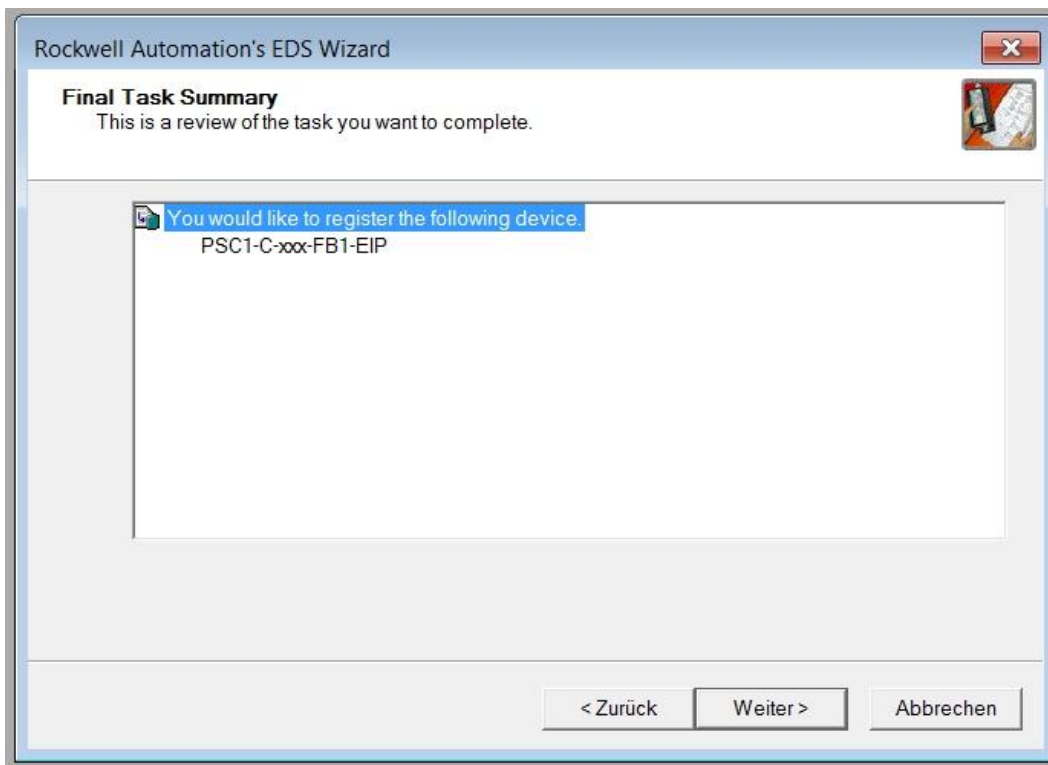 Rockwell Automation's EDS Wizard
Final Task Summary
This is a review of the task you want to complete.
You would like to register the following device.
PSC1-C-xxx-FB1-EIP
< Zurück Weiter > Abbrechen